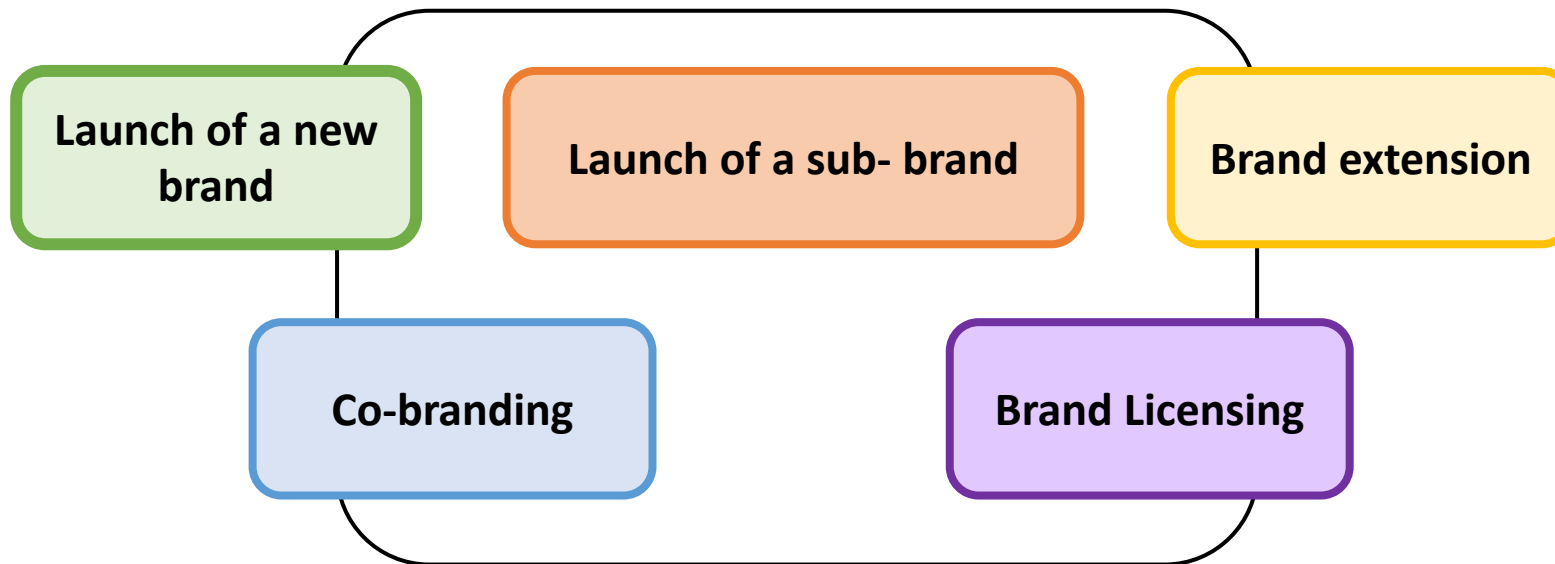 Launch of a new
brand
Launch of a sub- brand
Brand extension
Co-branding
Brand Licensing